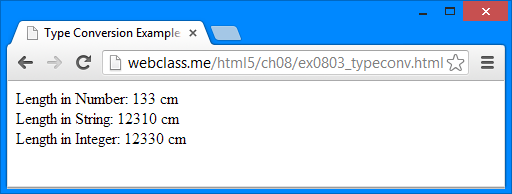 Type Conversion Example
webclass.me/html5/ch08/ex0803_typeconv.html
Length in Number: 133 cm
Length in String: 12310 cm
Length in Integer: 12330 cm